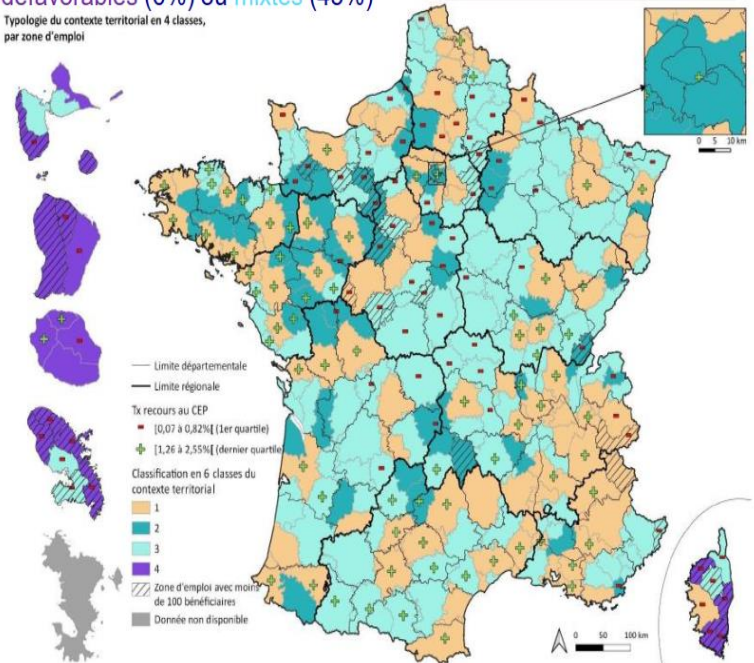 défavorables (6%) ou mixtes (45%)
Typologie du contexte territorial en 4 classes,
par zone d'emploi
0 5 10 km
Limite départementale
Limite régionale
Tx recours au CEP
[0,07 à 0,82%[ (1er quartile)
[1,26 à 2,55%[ (dernier quartile)
Classification en 6 classes du
contexte territorial
1
2
3
4
Zone d'emploi avec moins
de 100 bénéficiaires
Donnée non disponible
0 50 100 km